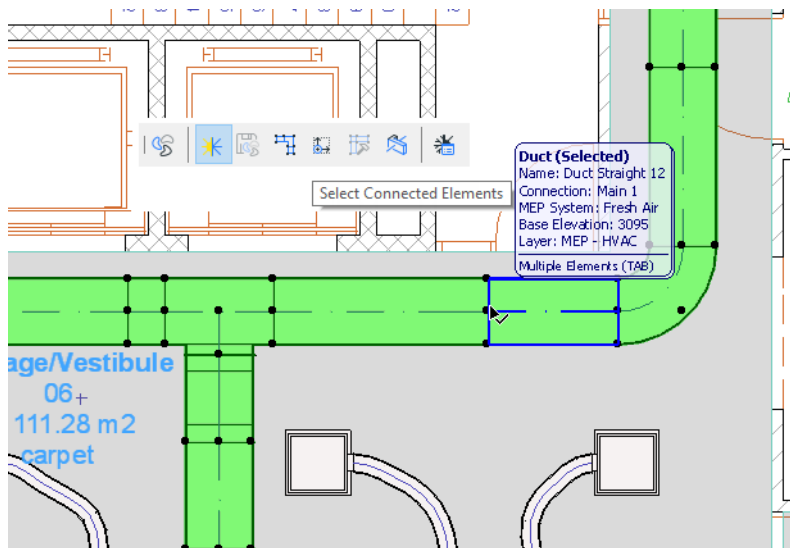 Duct (Selected)
Name: Duct Straight 12
Connection: Main 1
MEP System: Fresh Air
Base Elevation: 3095
Layer: MEP - HVAC
Multiple Elements (TAB)
Select Connected Elements
age/Vestibule
06
111.28 m2
carpet